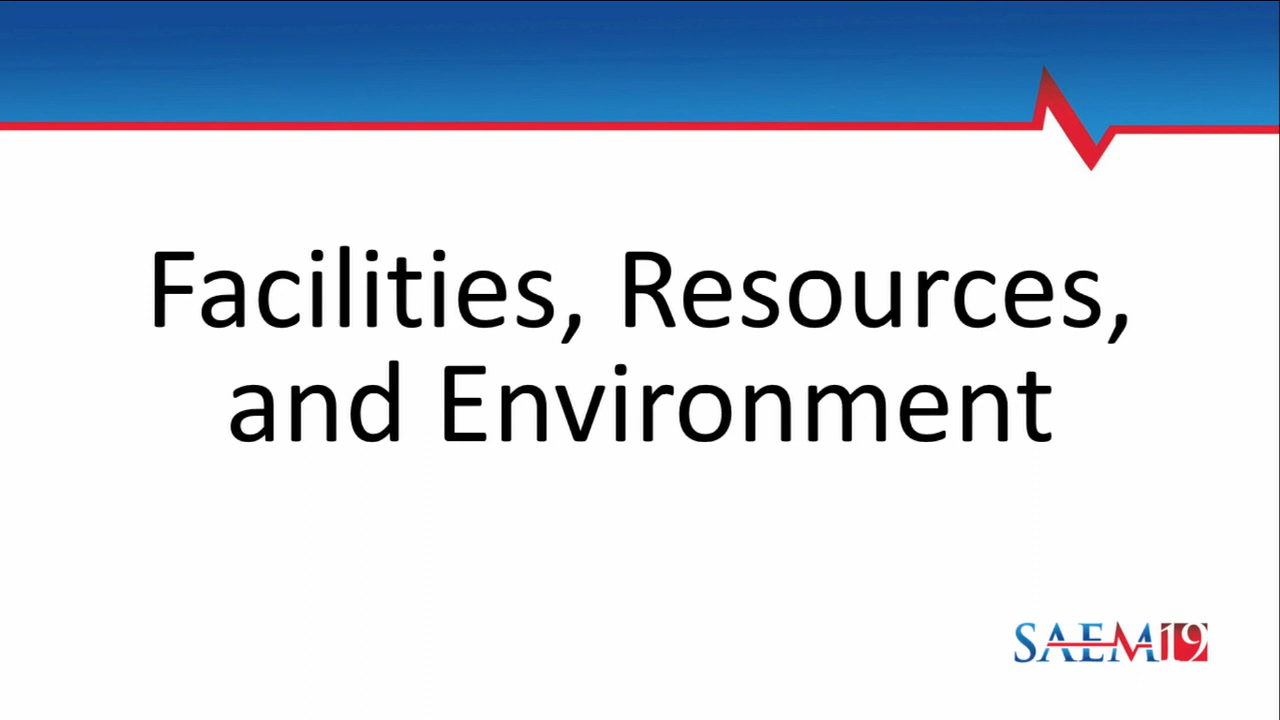 Facilities, Resources,
and Environment
SAEM19